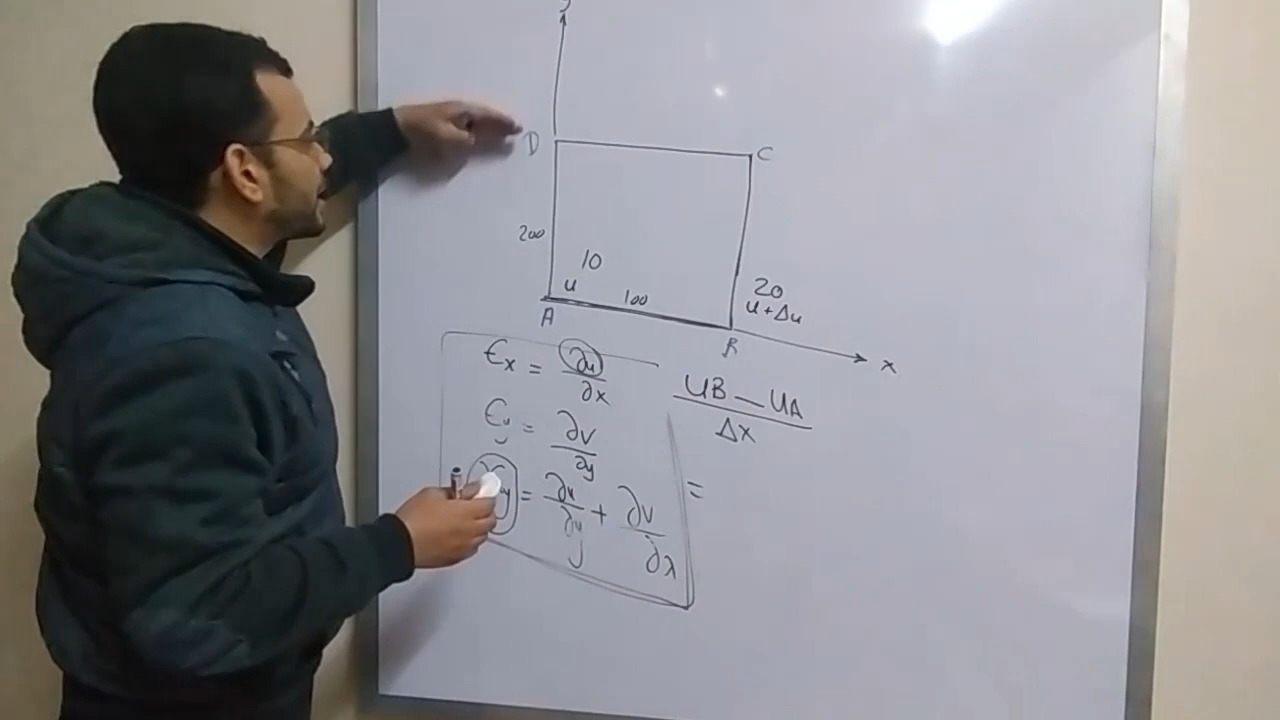 D
C
200
10
u
100
20
u + Δu
A
B
x
εx = ∂u/∂x
UB — UA / Δx
εy = ∂v/∂y
=
y = ∂u/∂y + ∂v/∂x